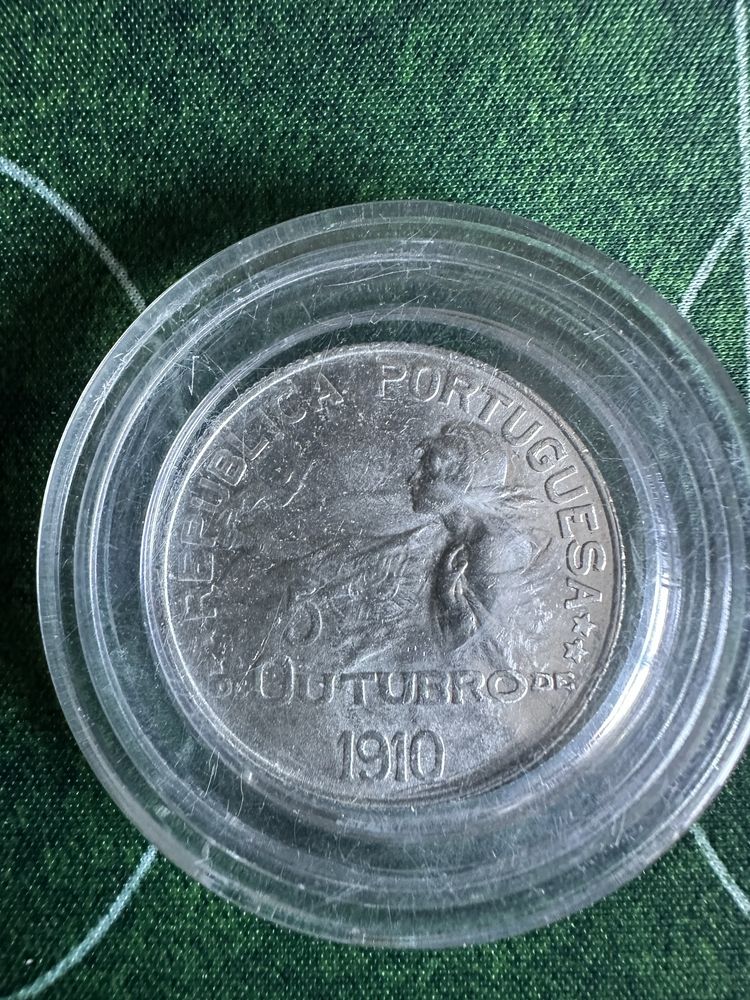 REPUBLICA PORTUGUESA
5
DE OUTUBRO DE
1910